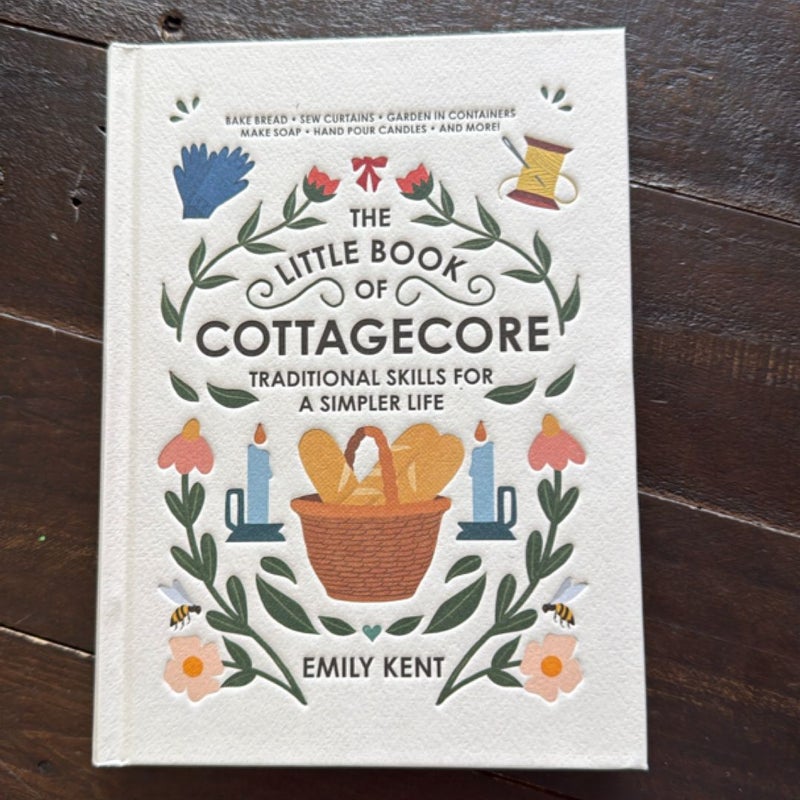 BAKE BREAD • SEW CURTAINS • GARDEN IN CONTAINERS
MAKE SOAP • HAND POUR CANDLES • AND MORE!
THE
LITTLE BOOK
OF
COTTAGECORE
TRADITIONAL SKILLS FOR
A SIMPLER LIFE
EMILY KENT